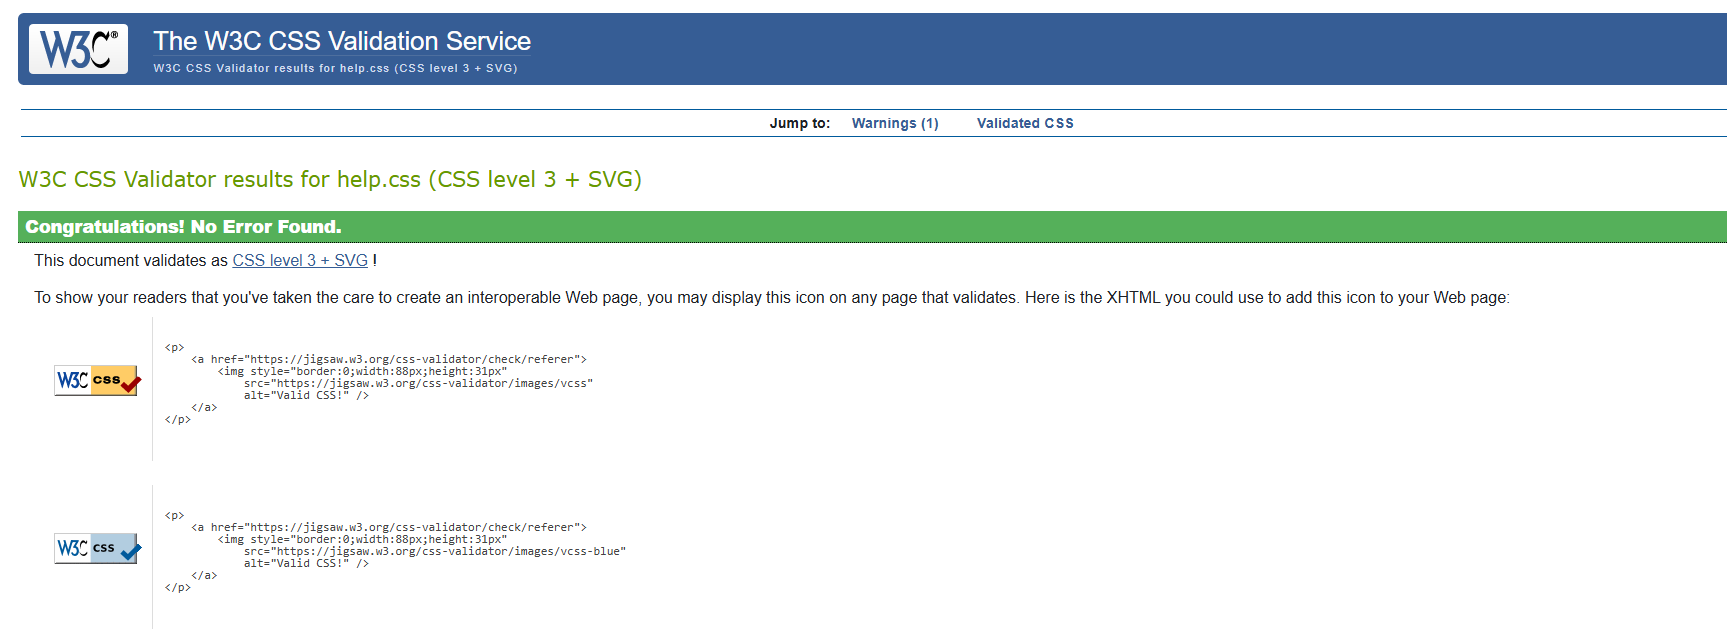 W3C®
The W3C CSS Validation Service
W3C CSS Validator results for help.css (CSS level 3 + SVG)
Jump to: Warnings (1) Validated CSS
W3C CSS Validator results for help.css (CSS level 3 + SVG)
Congratulations! No Error Found.
This document validates as CSS level 3 + SVG !
To show your readers that you've taken the care to create an interoperable Web page, you may display this icon on any page that validates. Here is the XHTML you could use to add this icon to your Web page:
W3C css
<p>
<a href="https://jigsaw.w3.org/css-validator/check/referer">
<img style="border:0;width:88px;height:31px"
src="https://jigsaw.w3.org/css-validator/images/vcss"
alt="Valid CSS!" />
</a>
</p>
W3C css
<p>
<a href="https://jigsaw.w3.org/css-validator/check/referer">
<img style="border:0;width:88px;height:31px"
src="https://jigsaw.w3.org/css-validator/images/vcss-blue"
alt="Valid CSS!" />
</a>
</p>